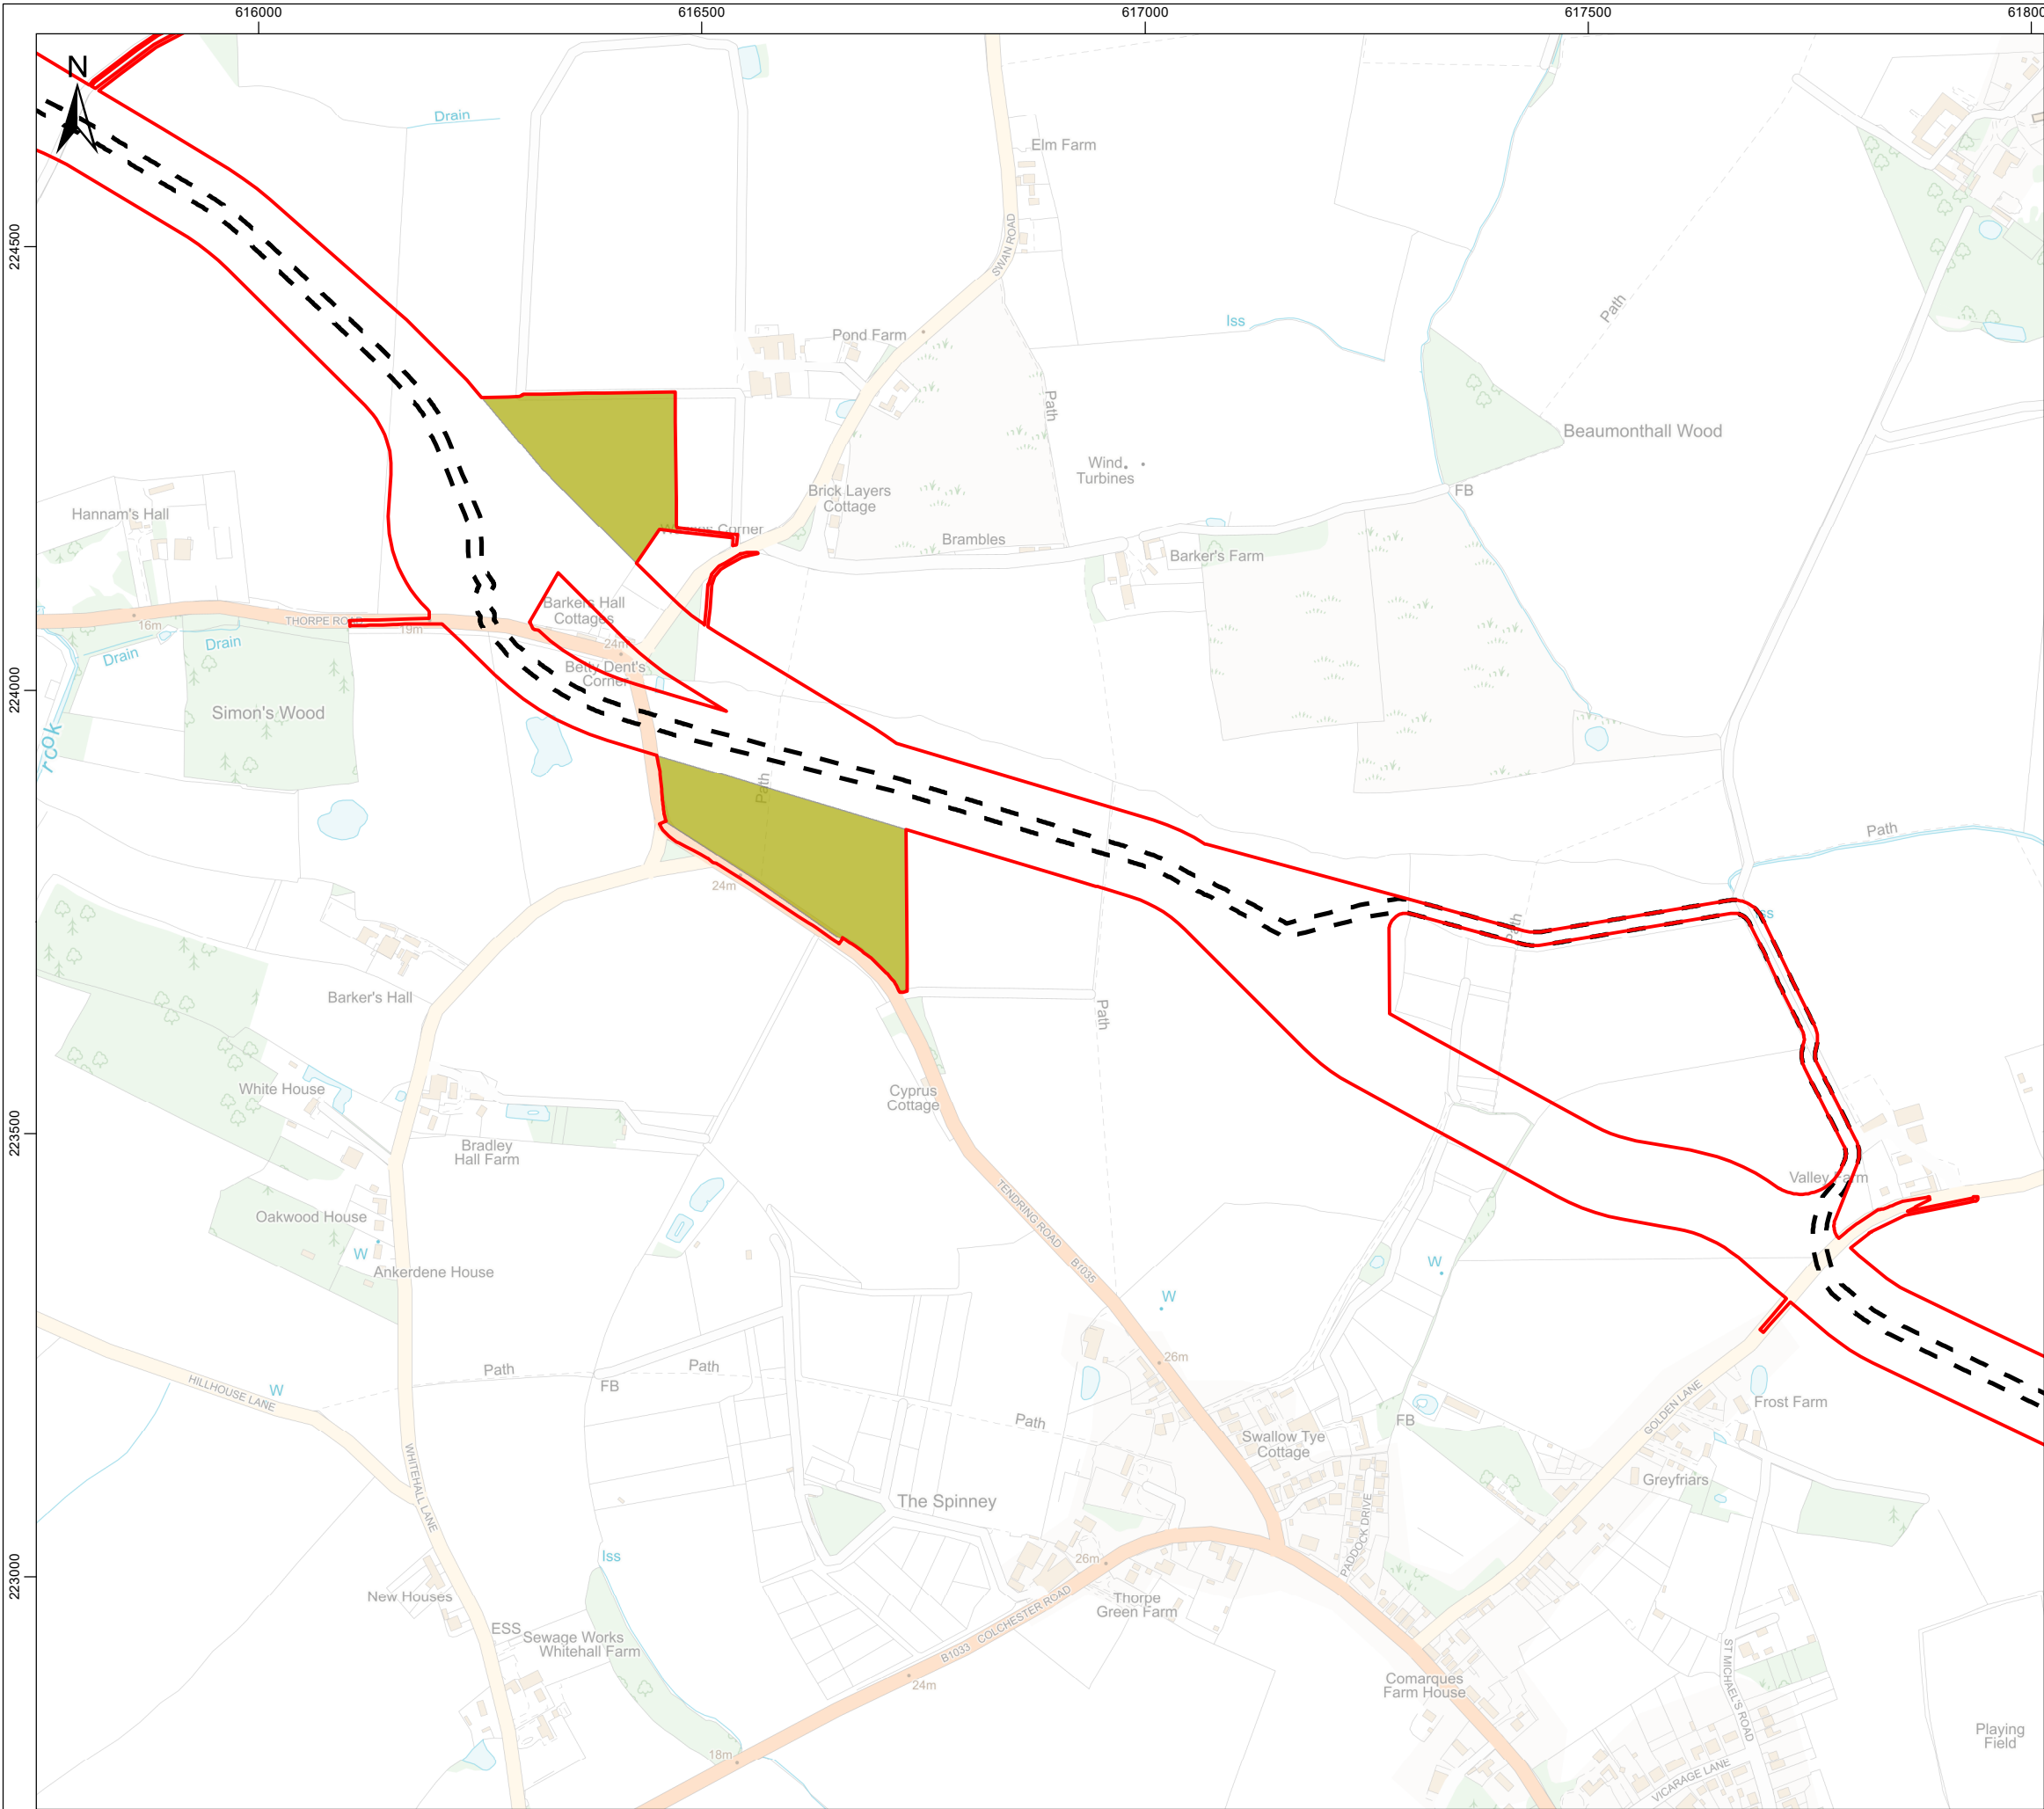 616000
616500
617000
617500
N
Drain
Elm Farm
SWAN ROAD
224500
Pond Farm
Iss
Path
Path
Beaumonthall Wood
Wind
Turbines
Brick Layers
Cottage
FB
Hannam's Hall
Corner
Brambles
Barker's Farm
Barkers Hall
Cottages
16m
THORPE ROAD
19m
Drain
Drain
24m
Betty Dent's
Corner
224000
Simon's Wood
Path
Path
24m
Iss
Path
Barker's Hall
Path
White House
Cyprus
Cottage
223500
Bradley
Hall Farm
Valley Farm
Oakwood House
TENDRING ROAD
W
Ankerdene House
B1035
W
W
26m
HILLHOUSE LANE
W
Path
Path
FB
Path
FB
Frost Farm
GOLDEN LANE
Swallow Tye
Cottage
WHITEHALL LANE
Greyfriars
The Spinney
PADDOCK DRIVE
Iss
26m
223000
New Houses
Thorpe
Green Farm
B1033 COLCHESTER ROAD
ESS
Sewage Works
Whitehall Farm
24m
Comarques
Farm House
ST MICHAEL'S ROAD
Playing
Field
18m
VICARAGE LANE